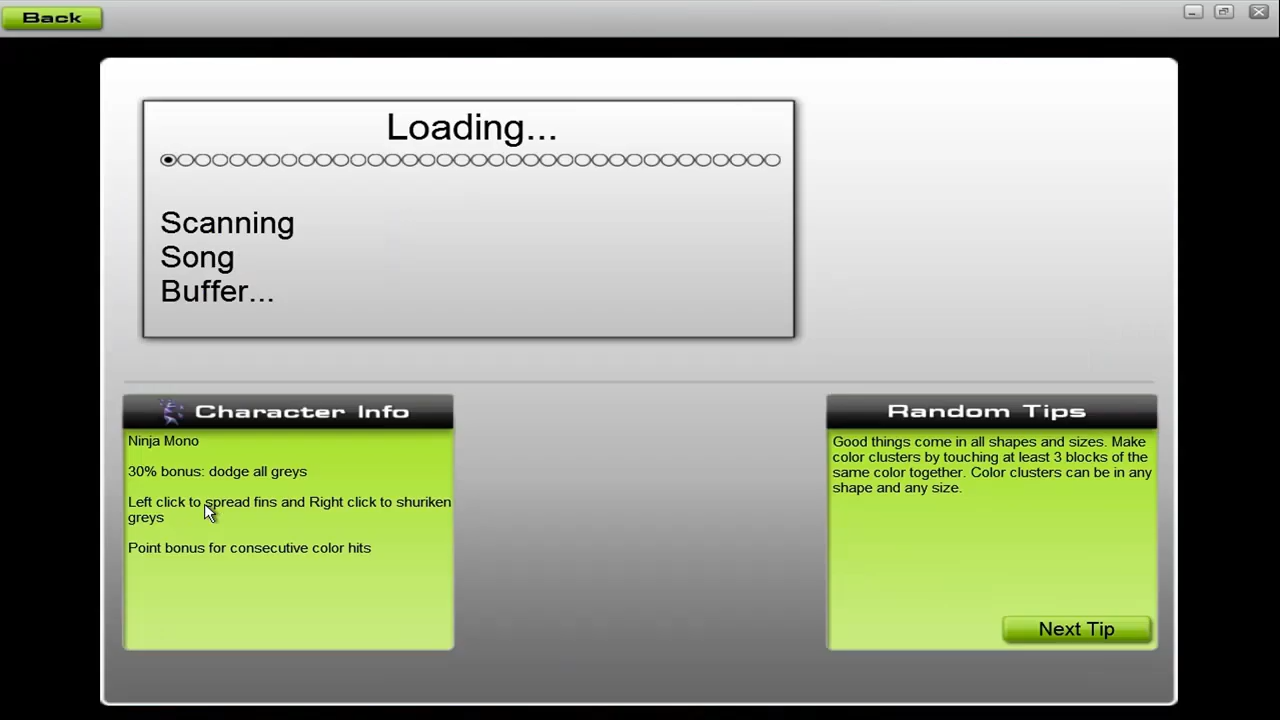 Back
Loading...
Scanning
Song
Buffer...
Character Info
Ninja Mono
30% bonus: dodge all greys
Left click to spread fins and Right click to shuriken
greys
Point bonus for consecutive color hits
Random Tips
Good things come in all shapes and sizes. Make
color clusters by touching at least 3 blocks of the
same color together. Color clusters can be in any
shape and any size.
Next Tip